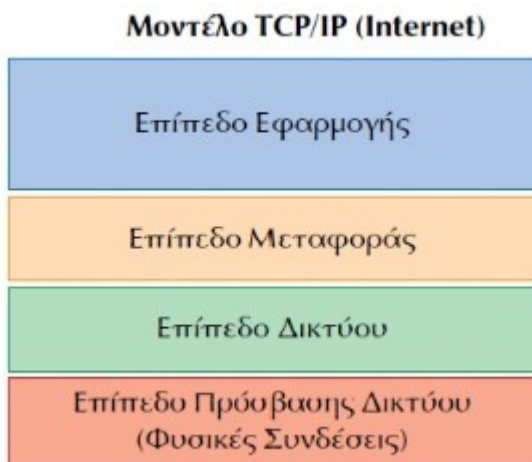 Μοντέλο TCP/IP (Internet)
Επίπεδο Εφαρμογής
Επίπεδο Μεταφοράς
Επίπεδο Δικτύου
Επίπεδο Πρόσβασης Δικτύου
(Φυσικές Συνδέσεις)